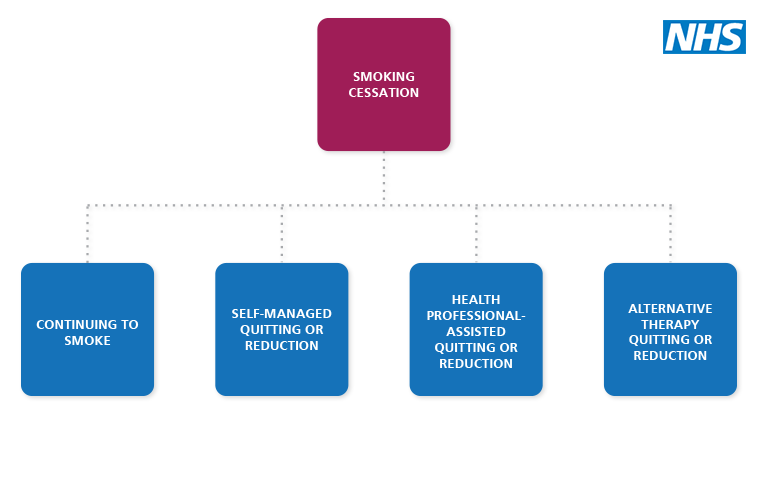 NHS
SMOKING
CESSATION
CONTINUING TO
SMOKE
SELF-MANAGED
QUITTING OR
REDUCTION
HEALTH
PROFESSIONAL-
ASSISTED
QUITTING OR
REDUCTION
ALTERNATIVE
THERAPY
QUITTING OR
REDUCTION